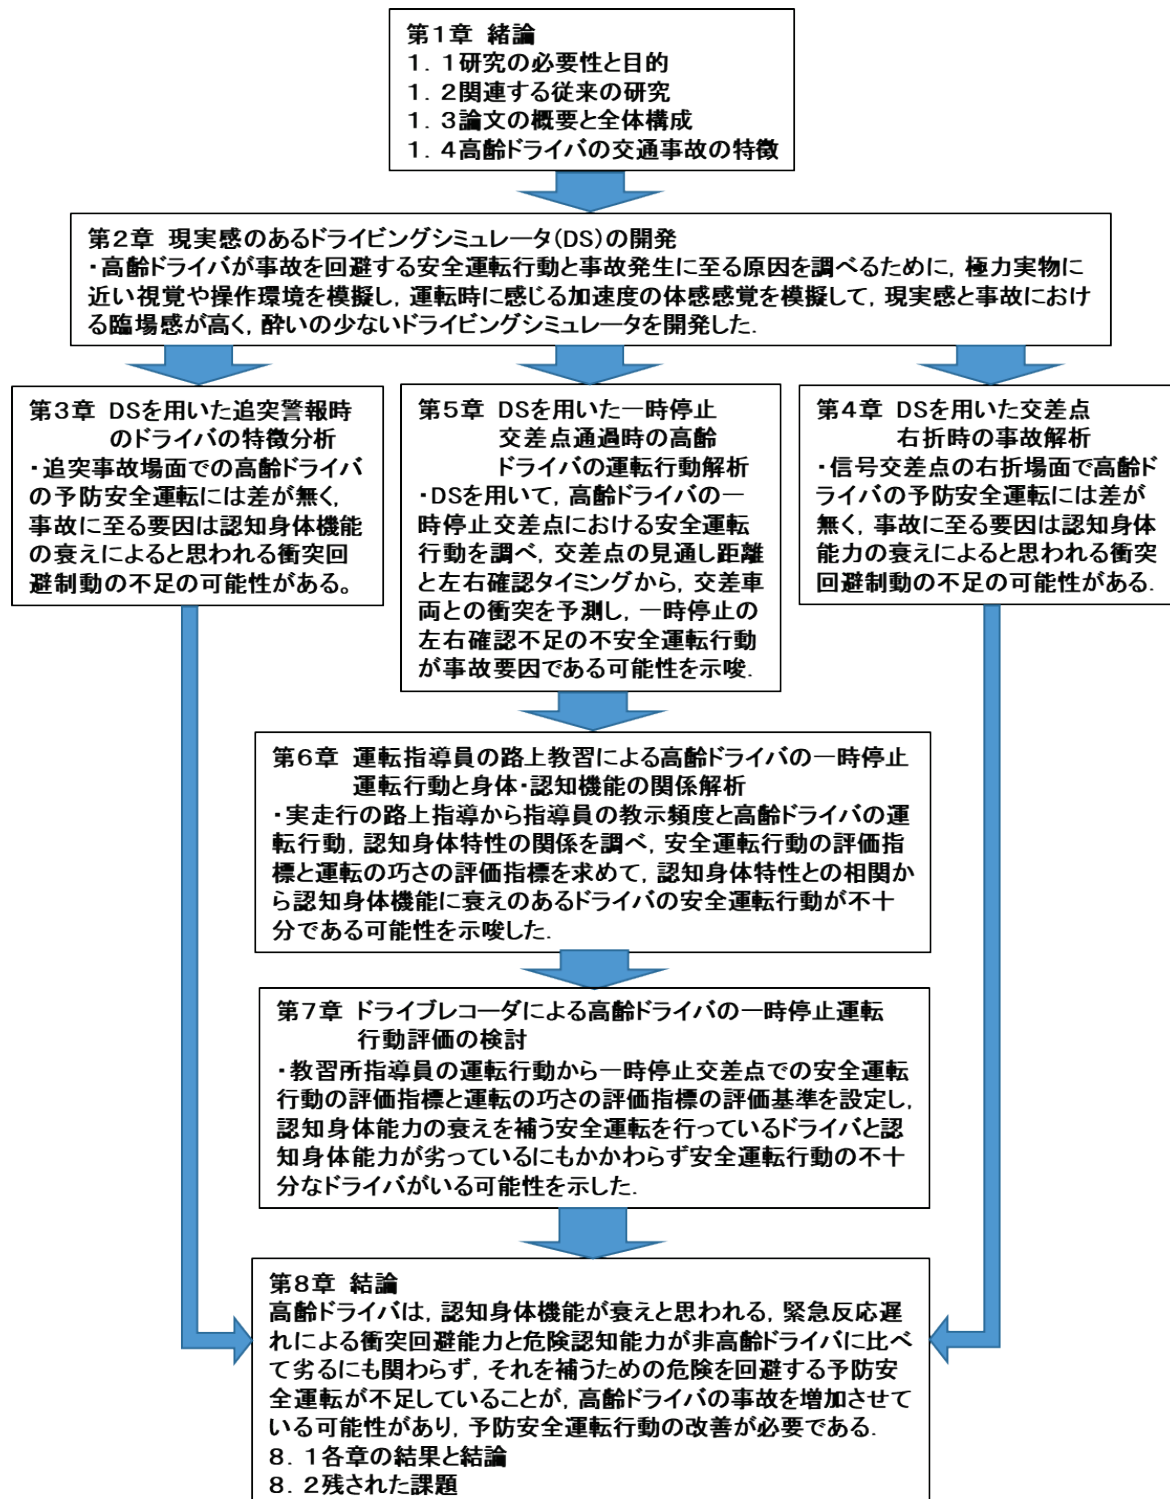 第1章 緒論
1．1研究の必要性と目的
1．2関連する従来の研究
1．3論文の概要と全体構成
1．4高齢ドライバの交通事故の特徴
第2章 現実感のあるドライビングシミュレータ(DS)の開発
・高齢ドライバが事故を回避する安全運転行動と事故発生に至る原因を調べるために，極力実物に
近い視覚や操作環境を模擬し，運転時に感じる加速度の体感感覚を模擬して，現実感と事故におけ
る臨場感が高く，酔いの少ないドライビングシミュレータを開発した．
第3章 DSを用いた追突警報時
のドライバの特徴分析
・追突事故場面での高齢ドライバ
の予防安全運転には差が無く，
事故に至る要因は認知身体機能
の衰えによると思われる衝突回
避制動の不足の可能性がある。
第5章 DSを用いた一時停止
交差点通過時の高齢
ドライバの運転行動解析
・DSを用いて，高齢ドライバの一
時停止交差点における安全運転
行動を調べ，交差点の見通し距離
と左右確認タイミングから，交差車
両との衝突を予測し，一時停止の
左右確認不足の不安全運転行動
が事故要因である可能性を示唆．
第4章 DSを用いた交差点
右折時の事故解析
・信号交差点の右折場面で高齢ド
ライバの予防安全運転には差が
無く，事故に至る要因は認知身体
能力の衰えによると思われる衝突
回避制動の不足の可能性がある．
第6章 運転指導員の路上教習による高齢ドライバの一時停止
運転行動と身体・認知機能の関係解析
・実走行の路上指導から指導員の教示頻度と高齢ドライバの運
転行動，認知身体特性の関係を調べ，安全運転行動の評価指
標と運転の巧さの評価指標を求めて，認知身体特性との相関か
ら認知身体機能に衰えのあるドライバの安全運転行動が不十
分である可能性を示唆した．
第7章 ドライブレコーダによる高齢ドライバの一時停止運転
行動評価の検討
・教習所指導員の運転行動から一時停止交差点での安全運転
行動の評価指標と運転の巧さの評価指標の評価基準を設定し，
認知身体能力の衰えを補う安全運転を行っているドライバと認
知身体能力が劣っているにもかかわらず安全運転行動の不十
分なドライバがいる可能性を示した．
第8章 結論
高齢ドライバは，認知身体機能が衰えと思われる，緊急反応遅
れによる衝突回避能力と危険認知能力が非高齢ドライバに比べ
て劣るにも関わらず，それを補うための危険を回避する予防安
全運転が不足していることが，高齢ドライバの事故を増加させて
いる可能性があり，予防安全運転行動の改善が必要である．
8．1各章の結果と結論
8．2残された課題